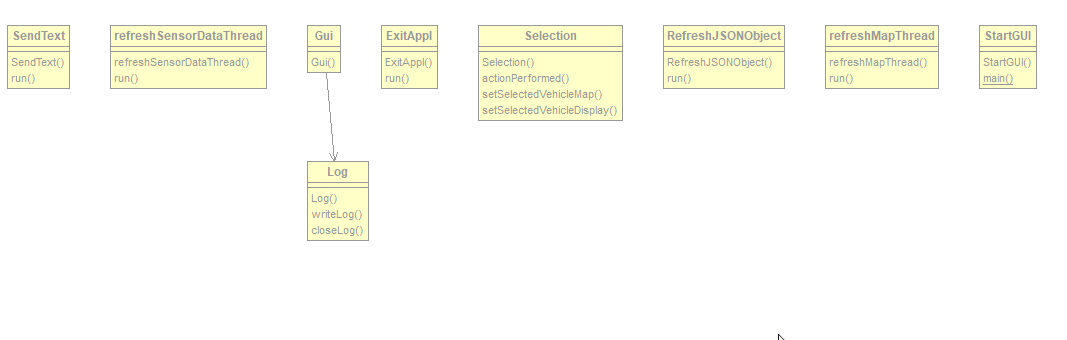 SendText
SendText()
run()
refreshSensorDataThread
refreshSensorDataThread()
run()
Gui
Gui()
ExitAppl
ExitAppl()
run()
Selection
Selection()
actionPerformed()
setSelectedVehicleMap()
setSelectedVehicleDisplay()
RefreshJSONObject
RefreshJSONObject()
run()
refreshMapThread
refreshMapThread()
run()
StartGUI
StartGUI()
main()
Log
Log()
writeLog()
closeLog()